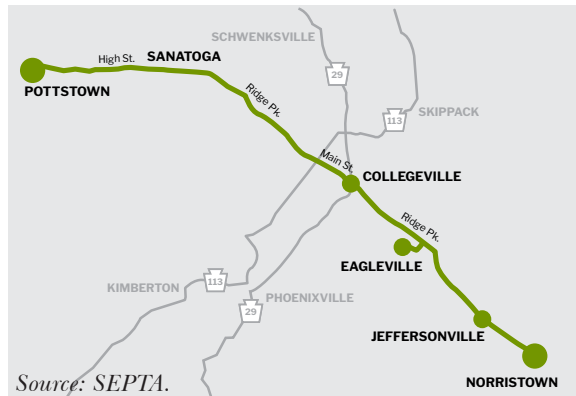 SCHWENKSVILLE
High St.
SANATOGA
29
POTTSTOWN
Ridge Pk.
SKIPPACK
113
Main St.
COLLEGEVILLE
Ridge Pk.
EAGLEVILLE
KIMBERTON
113
PHOENIXVILLE
29
JEFFERSONVILLE
NORRISTOWN
Source: SEPTA.